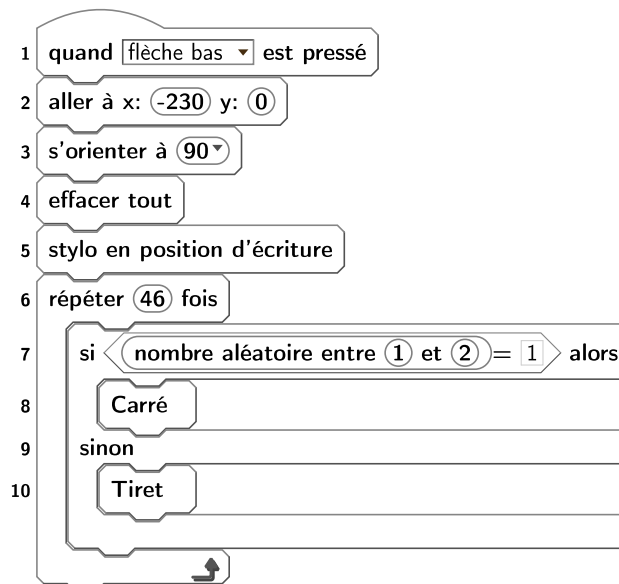 1 quand flèche bas est pressé
2 aller à x: -230 y: 0
3 s'orienter à 90
4 effacer tout
5 stylo en position d'écriture
6 répéter 46 fois
7 si nombre aléatoire entre 1 et 2 = 1 alors
8 Carré
9 sinon
10 Tiret